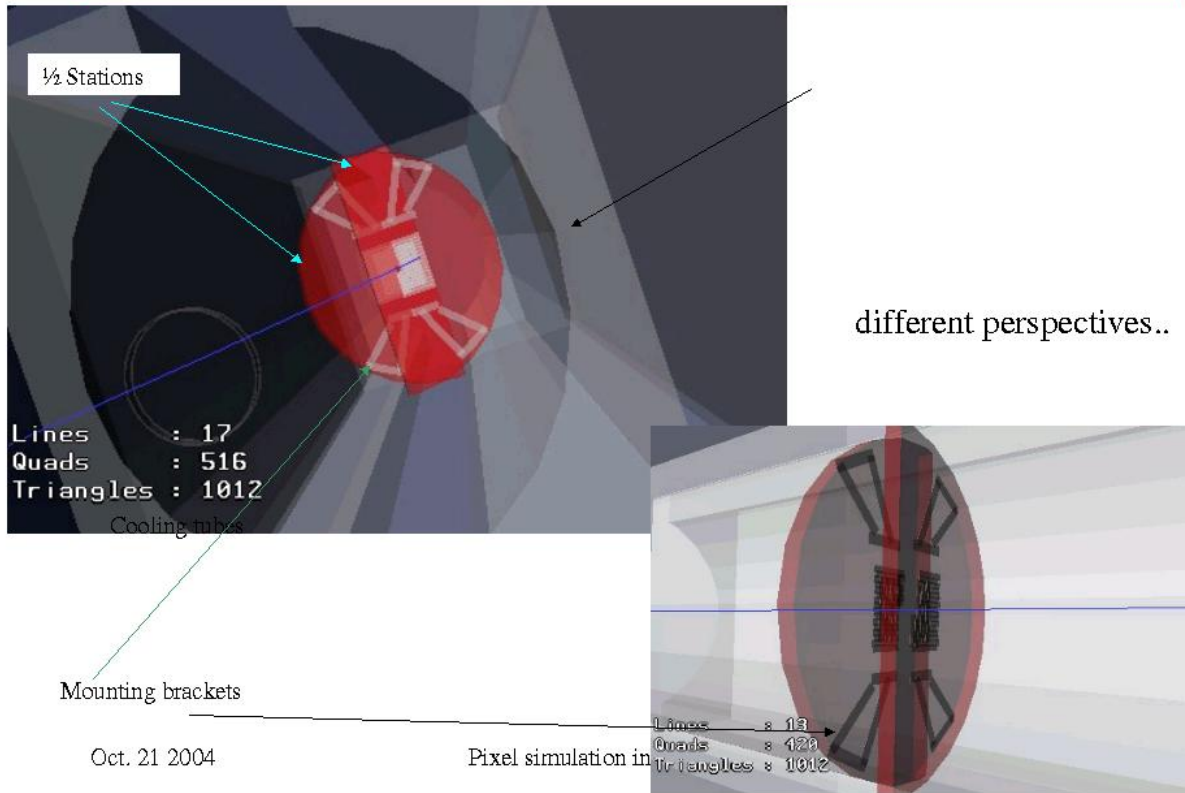 ½ Stations
different perspectives..
Lines : 17
Quads : 516
Triangles : 1012
Cooling tubes
Mounting brackets
Lines : 13
Quads : 420
Triangles : 1012
Oct. 21 2004
Pixel simulation in